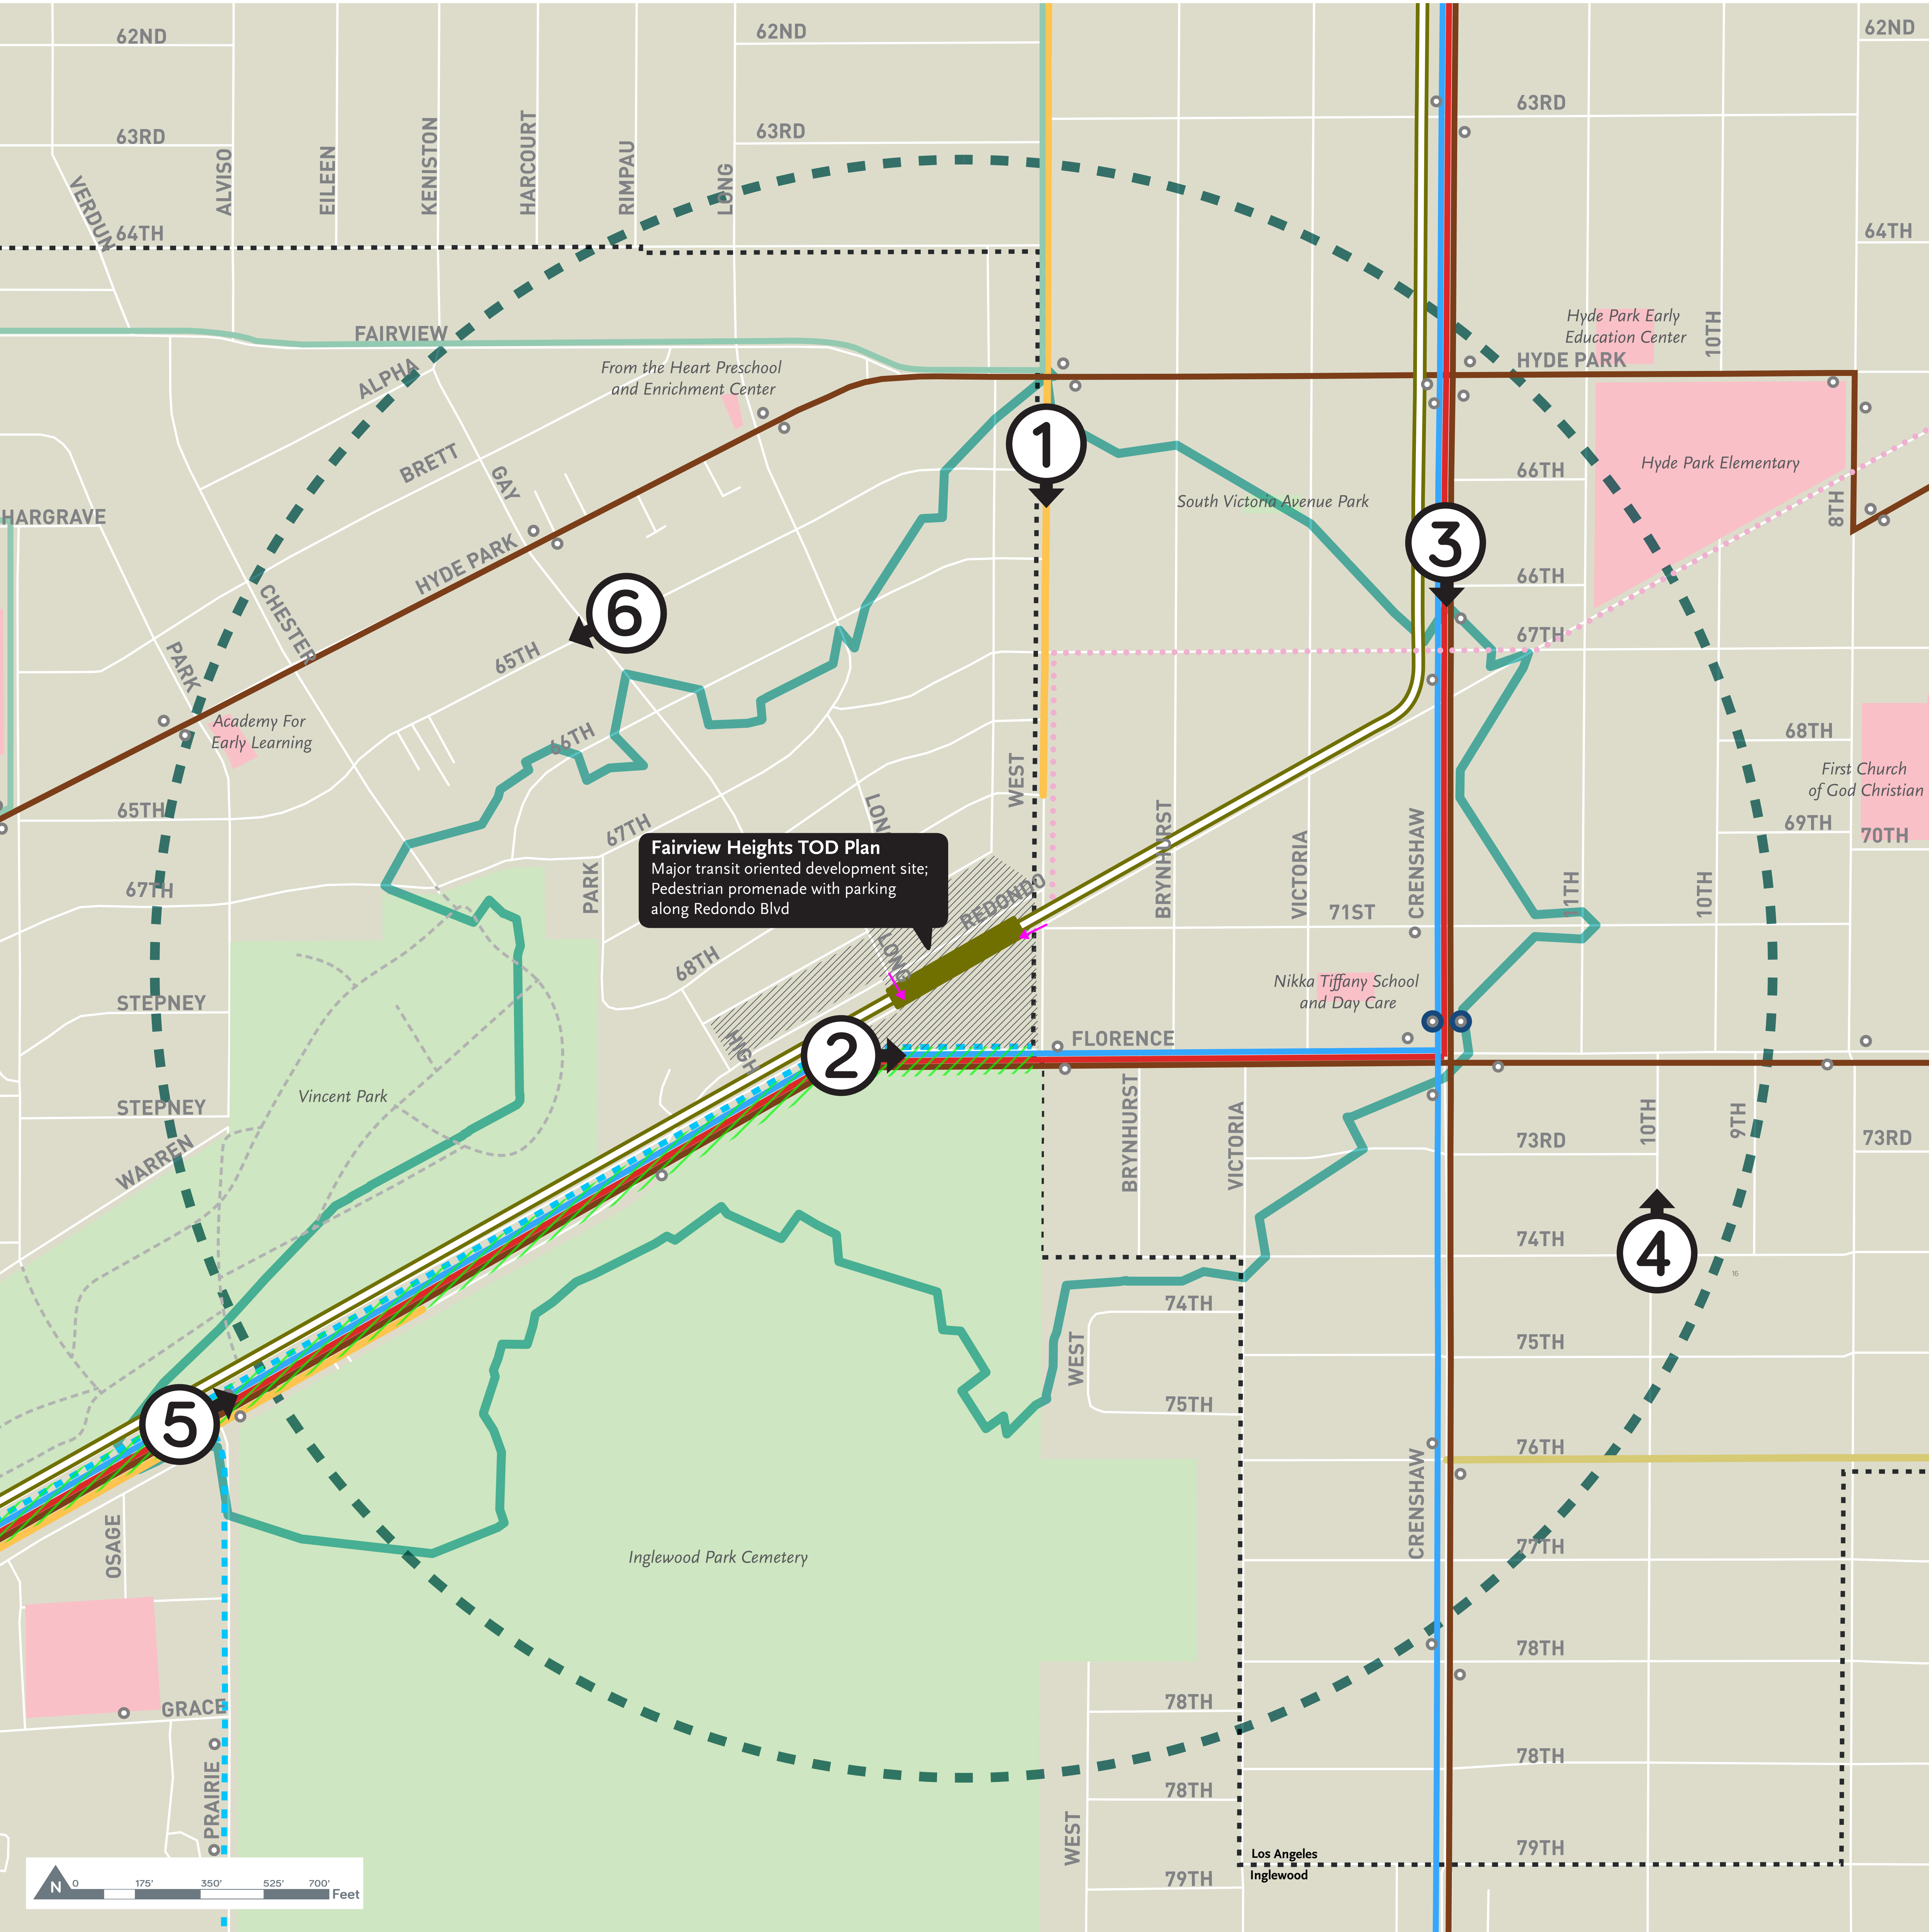 62ND
62ND
62ND
63RD
63RD
63RD
VERDUN
ALVISO
EILEEN
KENISTON
HARCOURT
RIMPAU
LONG
64TH
64TH
FAIRVIEW
ALPHA
From the Heart Preschool
and Enrichment Center
Hyde Park Early
Education Center
10TH
HYDE PARK
1
BRETT
GAY
South Victoria Avenue Park
66TH
Hyde Park Elementary
8TH
HARGRAVE
HYDE PARK
3
66TH
CHESTER
6
65TH
67TH
PARK
Academy For
Early Learning
66TH
WEST
68TH
First Church
of God Christian
65TH
67TH
LON
69TH
70TH
Fairview Heights TOD Plan
Major transit oriented development site;
Pedestrian promenade with parking
along Redondo Blvd
67TH
PARK
REDONDO
BRYNHURST
VICTORIA
71ST
CRENSHAW
11TH
10TH
68TH
LONG
STEPNEY
Nikka Tiffany School
and Day Care
HIGH
2
FLORENCE
Vincent Park
STEPNEY
WARREN
BRYNHURST
VICTORIA
73RD
10TH
9TH
73RD
74TH
4
16
74TH
WEST
75TH
75TH
5
76TH
CRENSHAW
OSAGE
Inglewood Park Cemetery
77TH
78TH
GRACE
78TH
78TH
78TH
PRAIRIE
WEST
79TH
Los Angeles
Inglewood
79TH
N
0 175' 350' 525' 700'
Feet